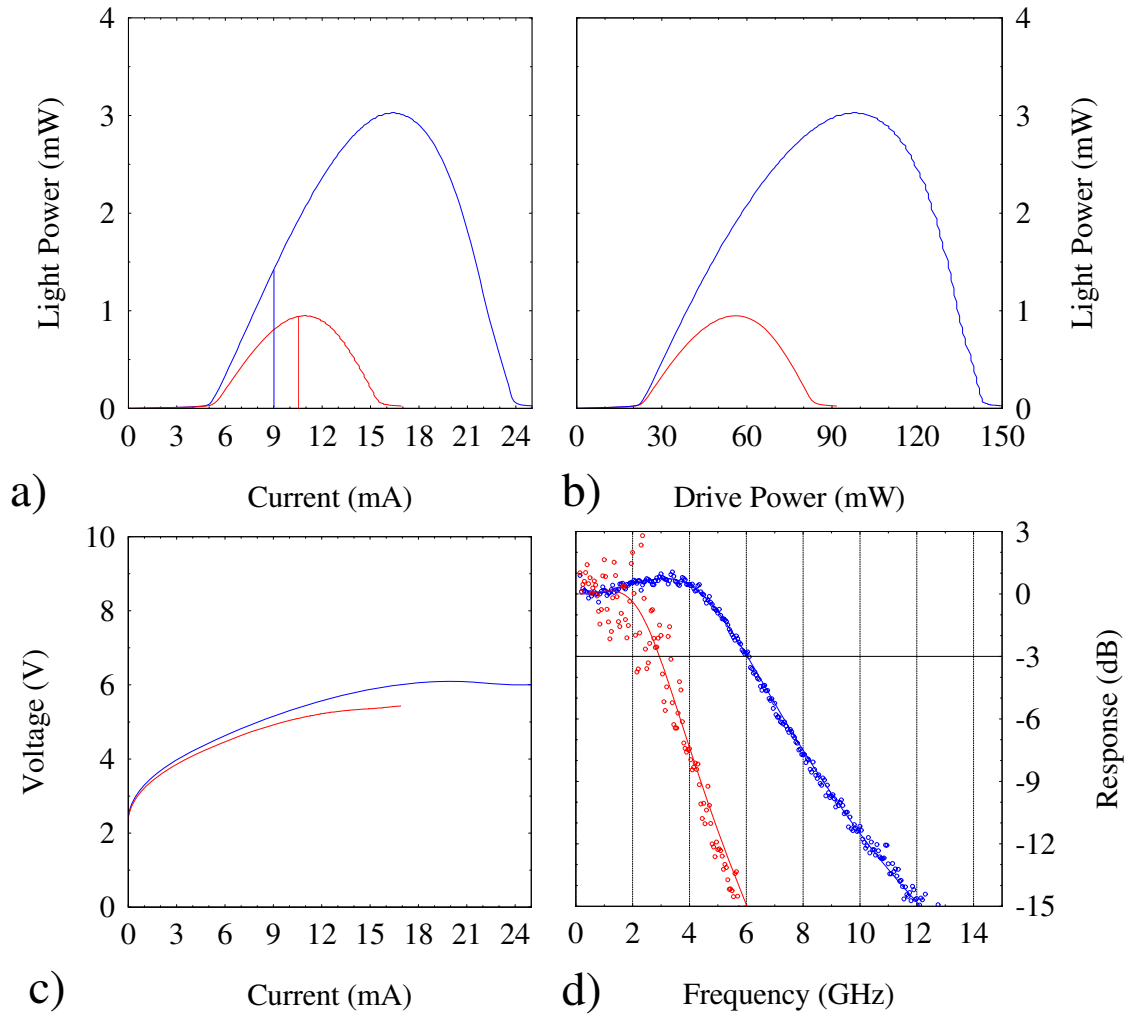 4
3
2
1
0
Light Power (mW)
0 3 6 9 12 15 18 21 24
a) Current (mA)
4
3
2
1
0
Light Power (mW)
0 30 60 90 120 150
b) Drive Power (mW)
10
8
6
4
2
0
Voltage (V)
0 3 6 9 12 15 18 21 24
c) Current (mA)
3
0
-3
-6
-9
-12
-15
Response (dB)
0 2 4 6 8 10 12 14
d) Frequency (GHz)